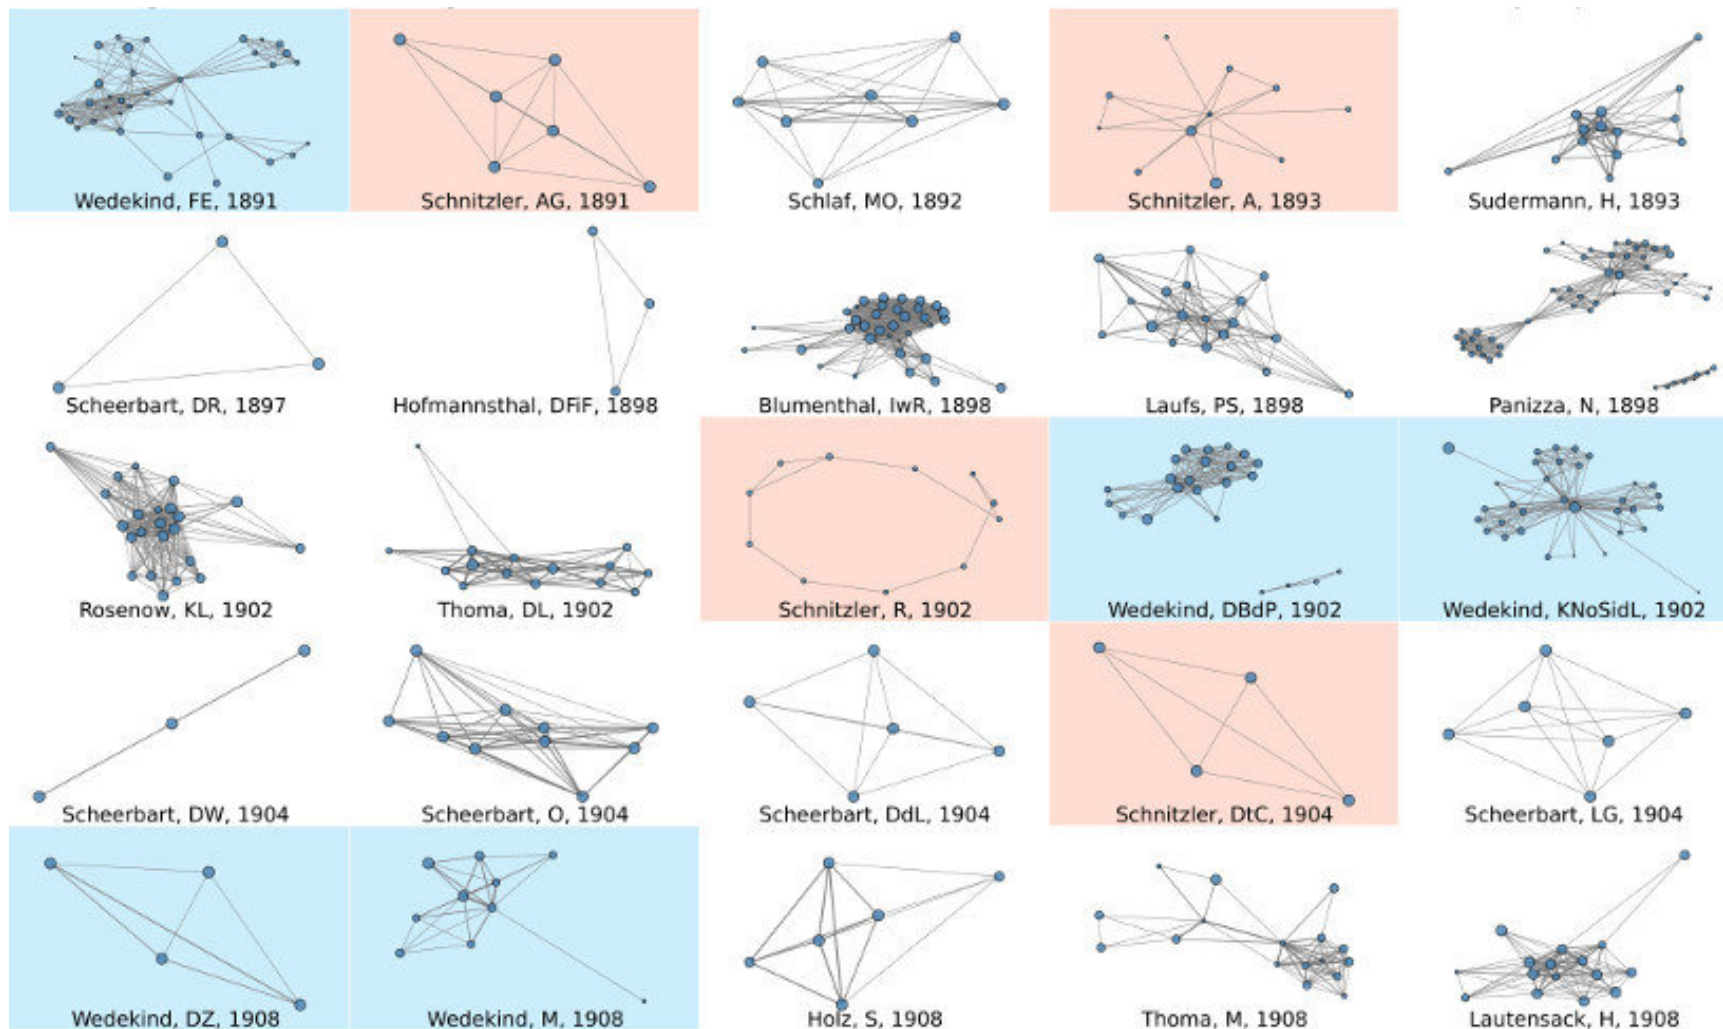 Wedekind, FE, 1891
Schnitzler, AG, 1891
Schlaf, MO, 1892
Schnitzler, A, 1893
Sudermann, H, 1893
Scheerbart, DR, 1897
Hofmannsthal, DFiF, 1898
Blumenthal, IwR, 1898
Laufs, PS, 1898
Panizza, N, 1898
Rosenow, KL, 1902
Thoma, DL, 1902
Schnitzler, R, 1902
Wedekind, DBdP, 1902
Wedekind, KNoSidL, 1902
Scheerbart, DW, 1904
Scheerbart, O, 1904
Scheerbart, DdL, 1904
Schnitzler, DtC, 1904
Scheerbart, LG, 1904
Wedekind, DZ, 1908
Wedekind, M, 1908
Holz, S, 1908
Thoma, M, 1908
Lautensack, H, 1908